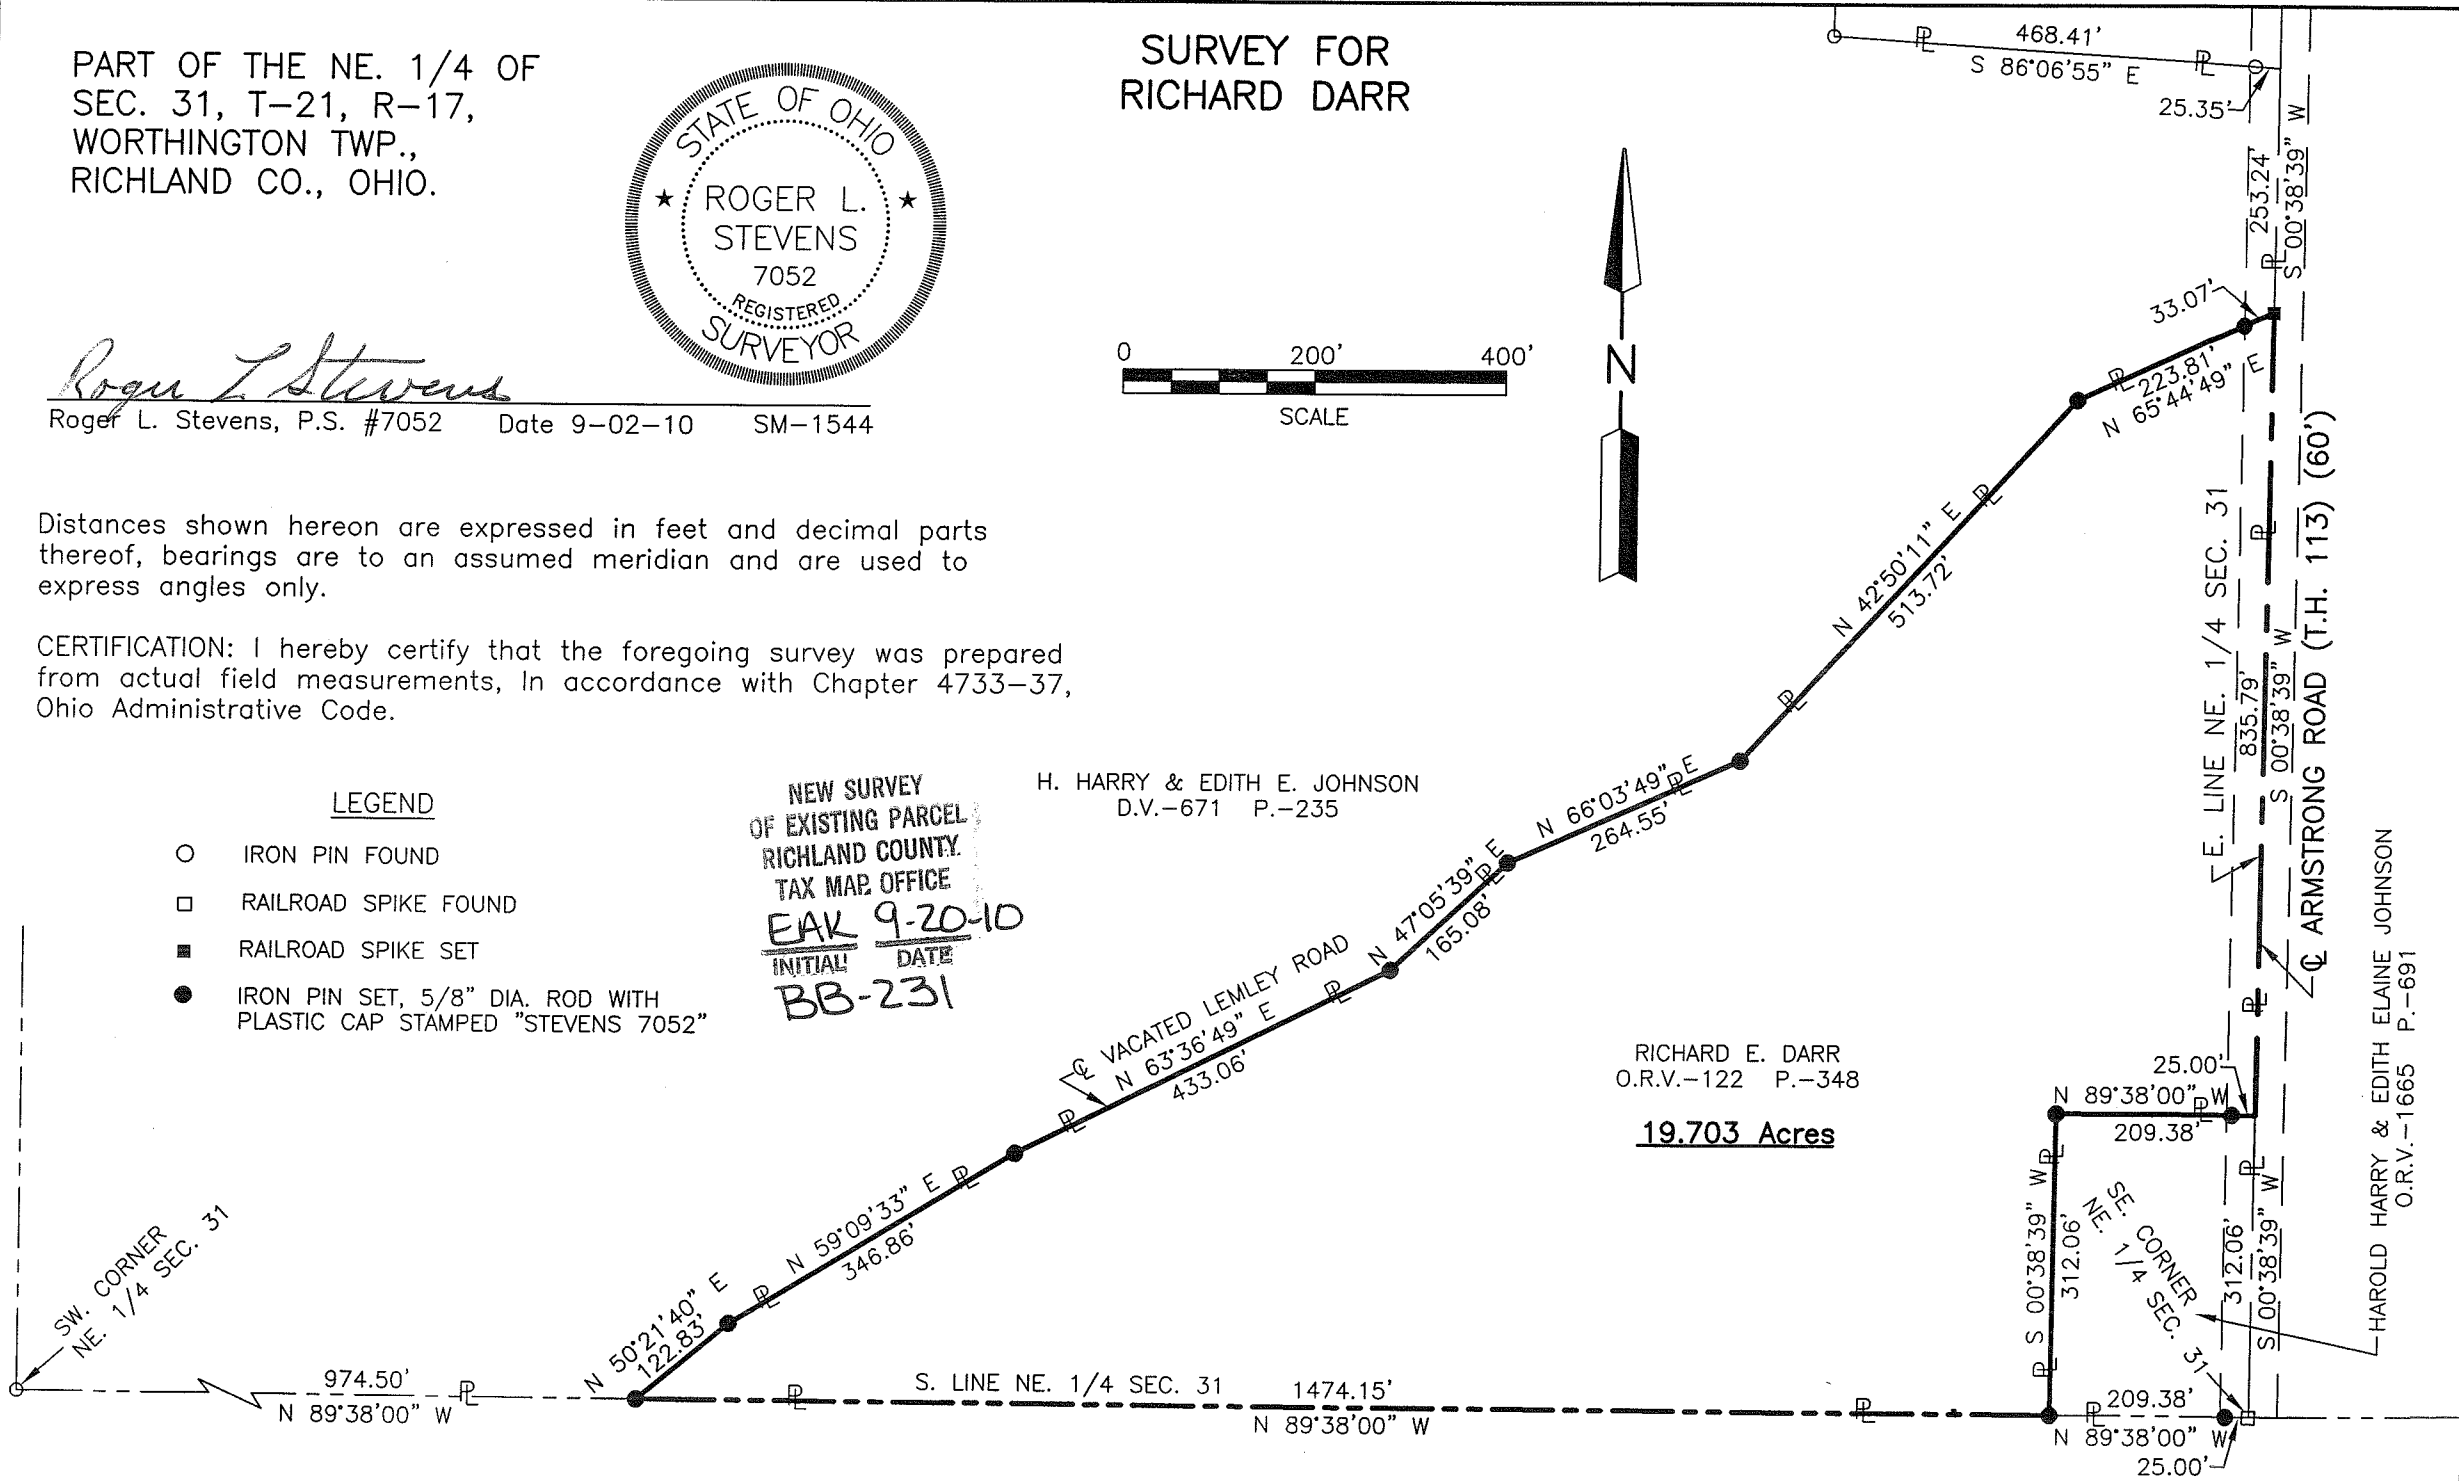 PART OF THE NE. 1/4 OF
SEC. 31, T-21, R-17,
WORTHINGTON TWP.,
RICHLAND CO., OHIO.
STATE OF OHIO
★ ROGER L. ★
STEVENS
7052
REGISTERED
SURVEYOR
SURVEY FOR
RICHARD DARR
Roger L Stevens
Roger L. Stevens, P.S. #7052 Date 9-02-10 SM-1544
0 200' 400'
SCALE
N
Distances shown hereon are expressed in feet and decimal parts
thereof, bearings are to an assumed meridian and are used to
express angles only.
CERTIFICATION: I hereby certify that the foregoing survey was prepared
from actual field measurements, In accordance with Chapter 4733-37,
Ohio Administrative Code.
LEGEND
IRON PIN FOUND
RAILROAD SPIKE FOUND
RAILROAD SPIKE SET
IRON PIN SET, 5/8" DIA. ROD WITH
PLASTIC CAP STAMPED "STEVENS 7052"
NEW SURVEY
OF EXISTING PARCEL
RICHLAND COUNTY.
TAX MAP. OFFICE
EAK 9-20-10
INITIAL DATE
BB-231
H. HARRY & EDITH E. JOHNSON
D.V.-671 P.-235
468.41'
S 86°06'55" E
25.35'
253.24'
S 00°38'39" W
33.07'
223.81'
N 65°44'49" E
N 42°50'11" E
513.72'
N 66°03'49" E
264.55'
N 47°05'39" E
165.08'
℄ VACATED LEMLEY ROAD
N 63°36'49" E
433.06'
N 59°09'33" E
346.86'
N 50°21'40" E
122.83'
E. LINE NE. 1/4 SEC. 31
835.79'
S 00°38'39" W
℄ ARMSTRONG ROAD (T.H. 113) (60')
HAROLD HARRY & EDITH ELAINE JOHNSON
O.R.V.-1665 P.-691
RICHARD E. DARR
O.R.V.-122 P.-348
19.703 Acres
25.00'
N 89°38'00" W
209.38'
S 00°38'39" W
312.06'
SE. CORNER
NE. 1/4 SEC. 31
312.06'
S 00°38'39" W
SW. CORNER
NE. 1/4 SEC. 31
974.50'
N 89°38'00" W
S. LINE NE. 1/4 SEC. 31 1474.15'
N 89°38'00" W
209.38'
N 89°38'00" W
25.00'